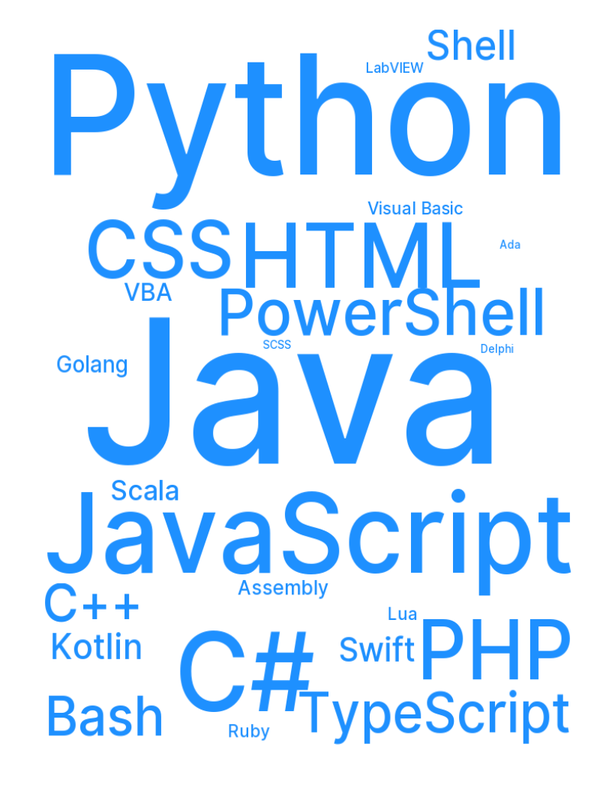 Shell
LabVIEW
Python
Visual Basic
CSS
HTML
Ada
VBA
PowerShell
SCSS
Delphi
Golang
Java
Scala
JavaScript
Assembly
C++
Lua
Kotlin
C#
Swift
PHP
Bash
TypeScript
Ruby